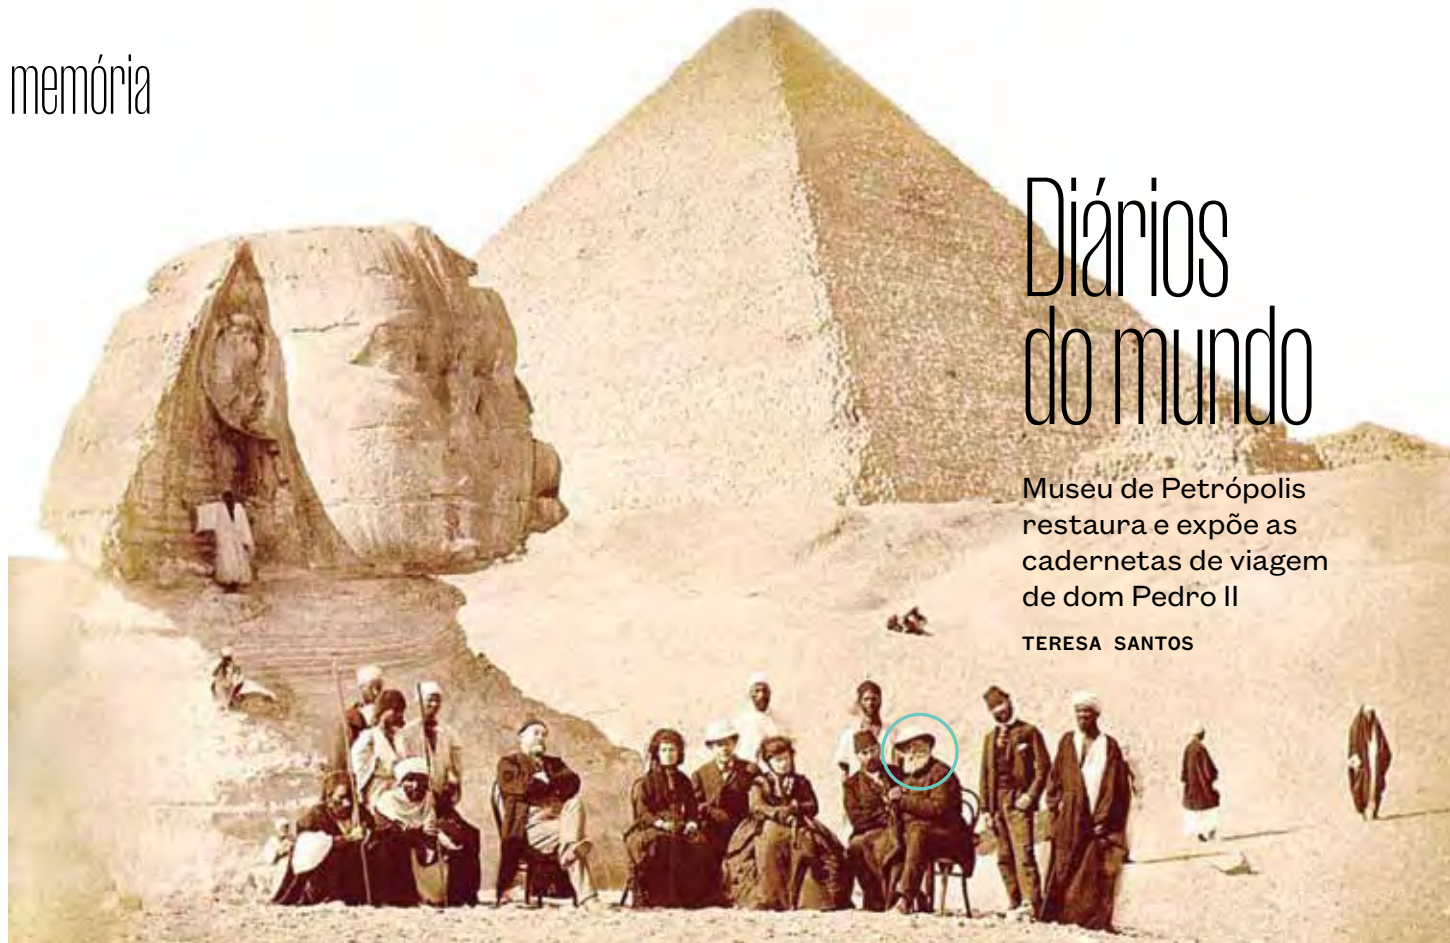 memória
Diários
do mundo
Museu de Petrópolis
restaura e expõe as
cadernetas de viagem
de dom Pedro II
TERESA SANTOS